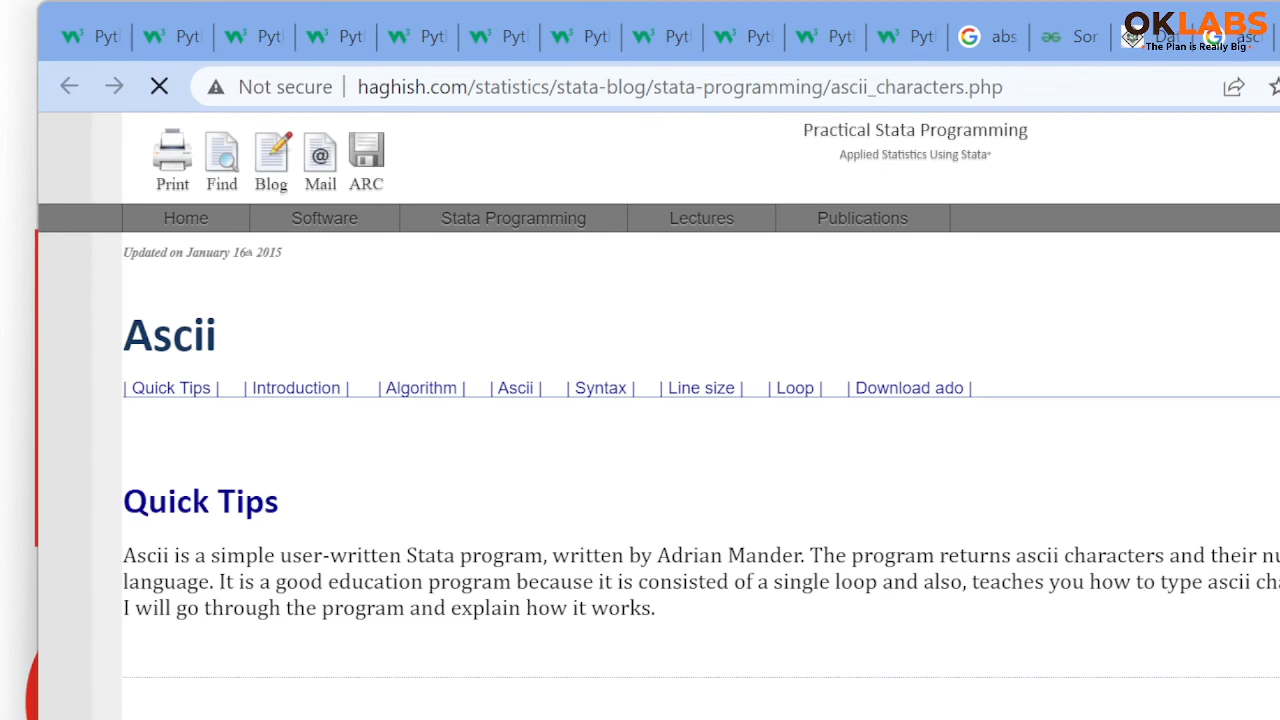 OKLABS
The Plan is Really Big
Pyt Pyt Pyt Pyt Pyt Pyt Pyt Pyt Pyt Pyt Pyt abs Sor Dat asc
Not secure haghish.com/statistics/stata-blog/stata-programming/ascii_characters.php
Practical Stata Programming
Applied Statistics Using Stata
Print Find Blog Mail ARC
Home Software Stata Programming Lectures Publications
Updated on January 16th 2015
Ascii
| Quick Tips | | Introduction | | Algorithm | | Ascii | | Syntax | | Line size | | Loop | | Download ado |
Quick Tips
Ascii is a simple user-written Stata program, written by Adrian Mander. The program returns ascii characters and their nu
language. It is a good education program because it is consisted of a single loop and also, teaches you how to type ascii cha
I will go through the program and explain how it works.